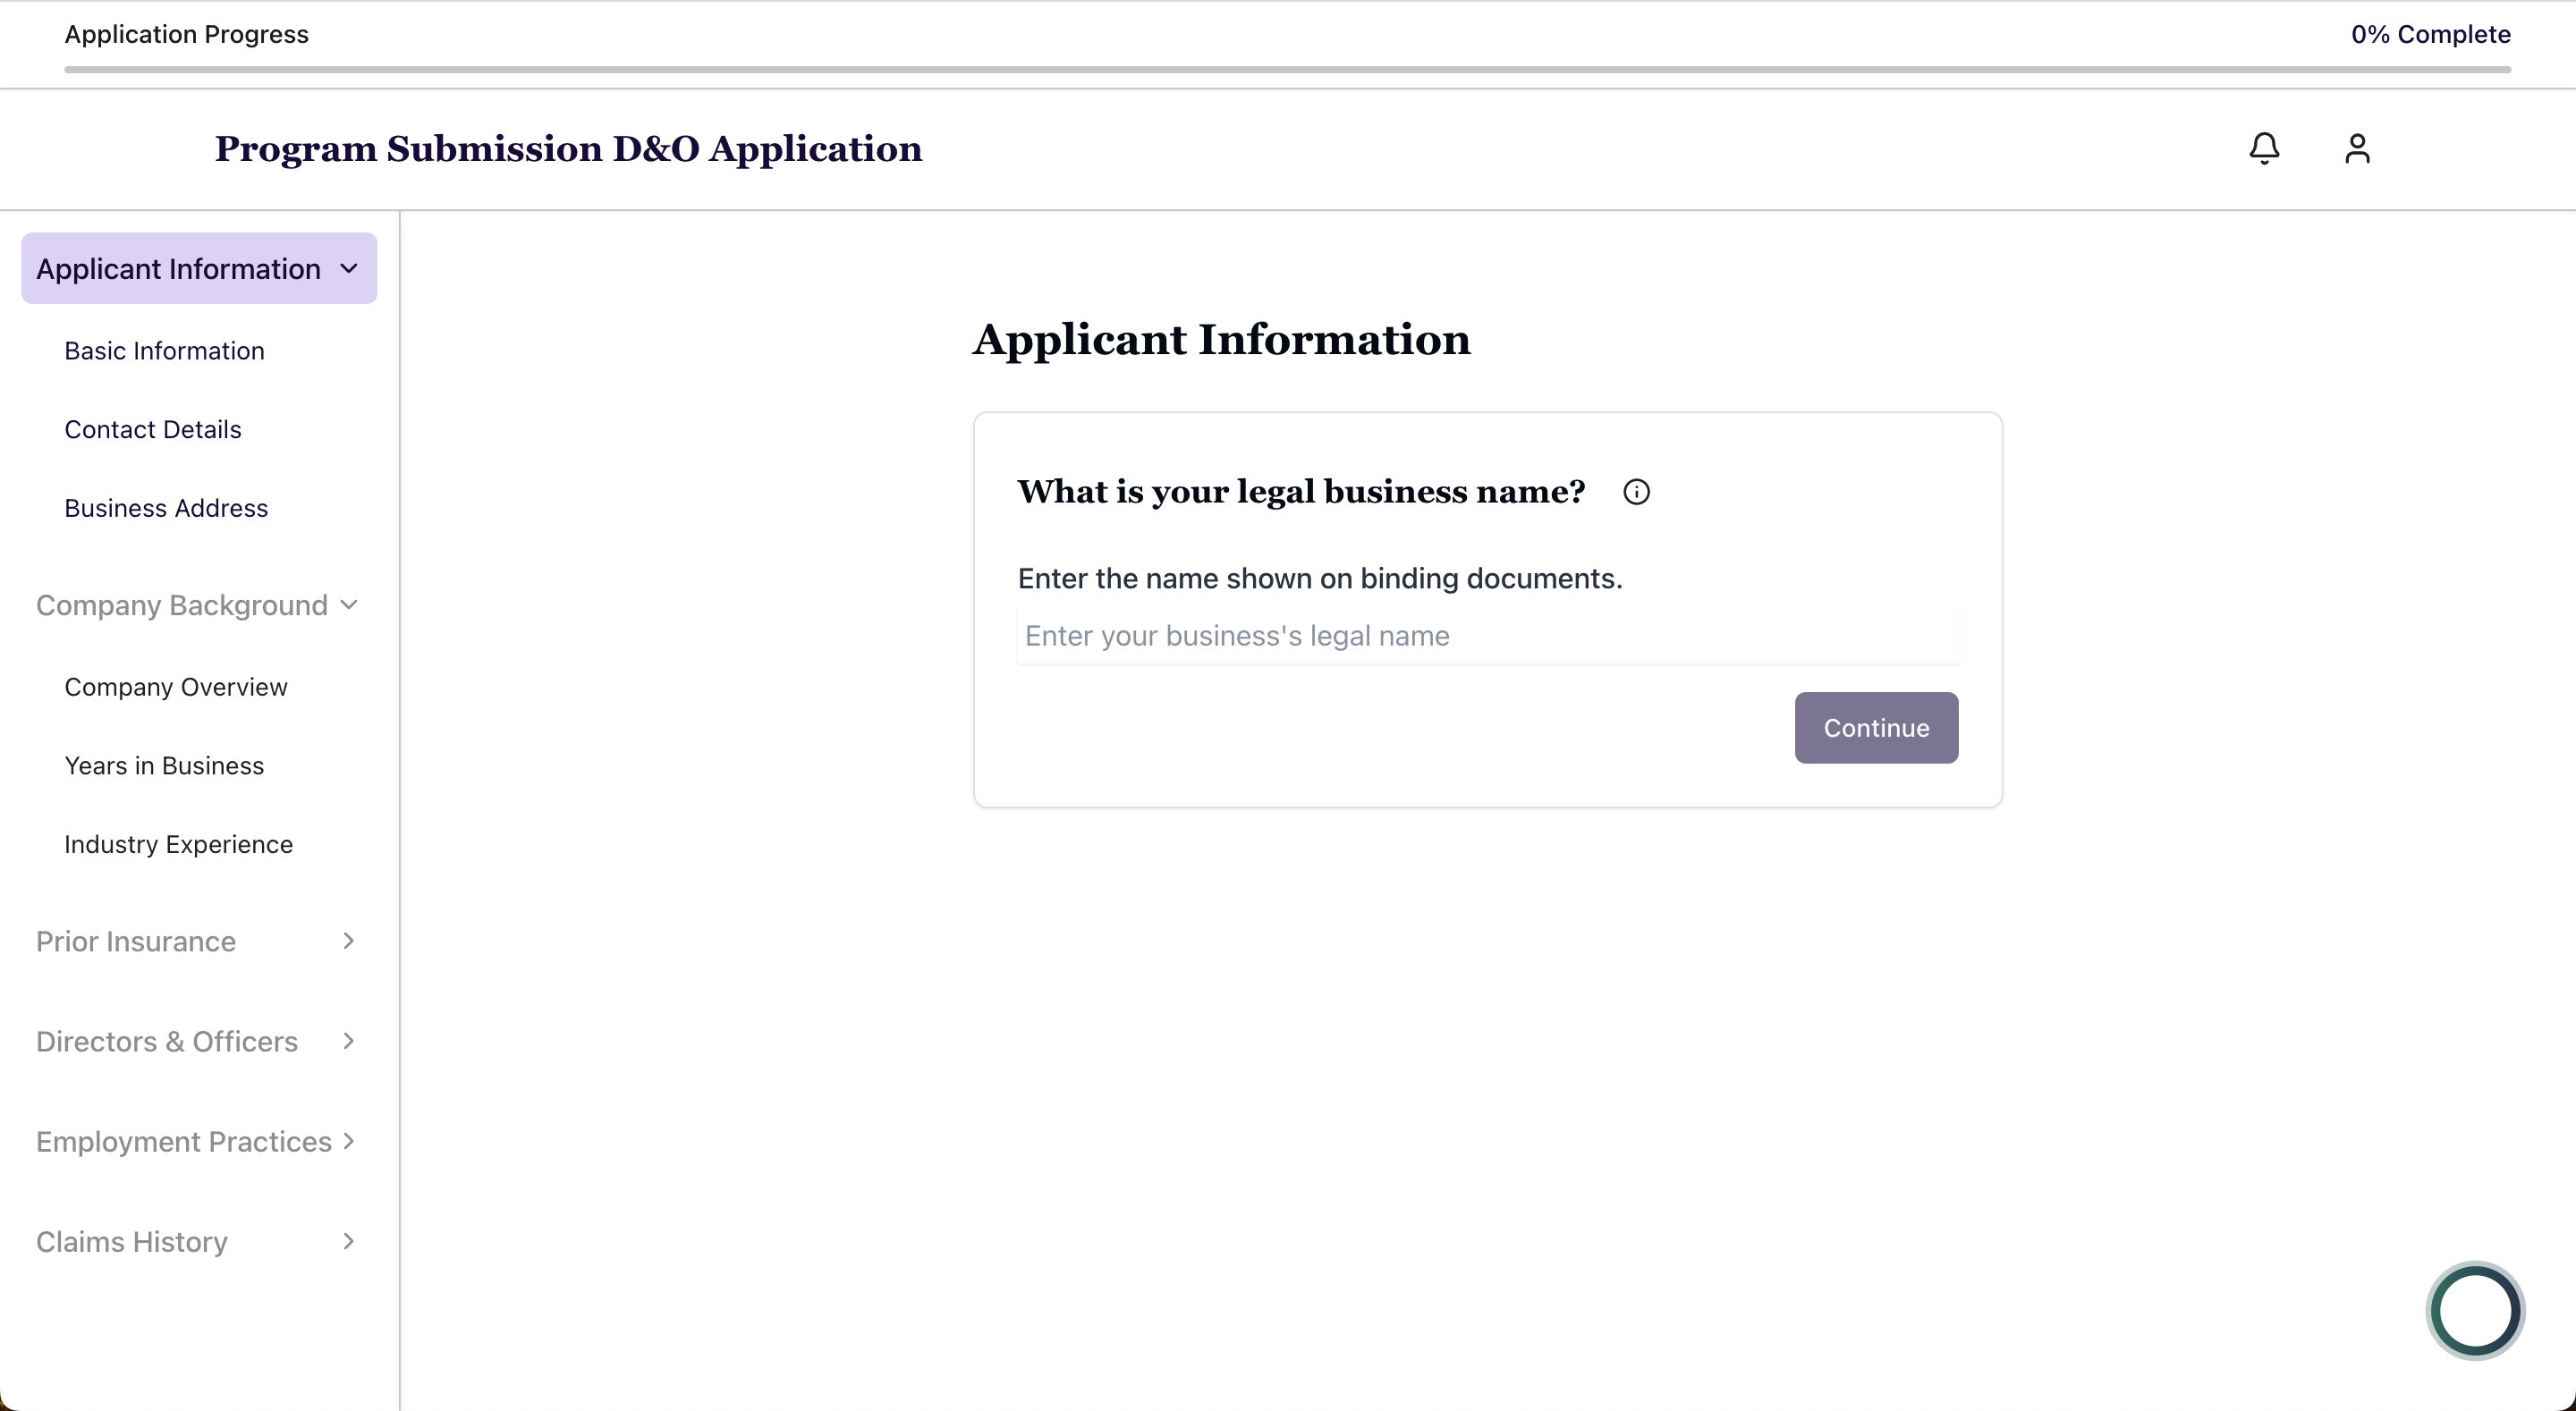 Application Progress
0% Complete
Program Submission D&O Application
Applicant Information
Basic Information
Contact Details
Business Address
Company Background
Company Overview
Years in Business
Industry Experience
Prior Insurance
Directors & Officers
Employment Practices
Claims History
Applicant Information
What is your legal business name?
Enter the name shown on binding documents.
Enter your business's legal name
Continue